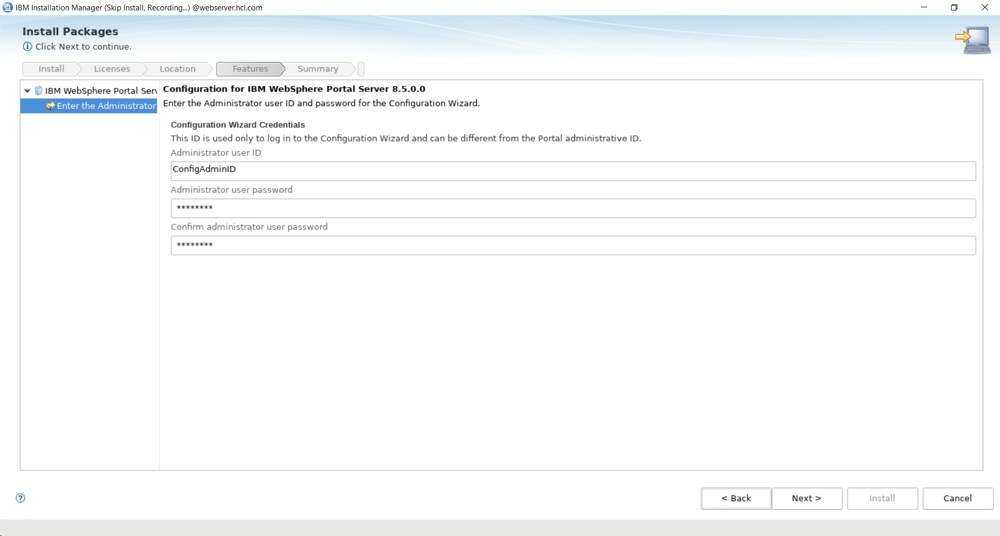 IBM Installation Manager (Skip Install, Recording...) @webserver.hcl.com
Install Packages
Click Next to continue.
Install Licenses Location Features Summary
IBM WebSphere Portal Serv
Enter the Administrator
Configuration for IBM WebSphere Portal Server 8.5.0.0
Enter the Administrator user ID and password for the Configuration Wizard.
Configuration Wizard Credentials
This ID is used only to log in to the Configuration Wizard and can be different from the Portal administrative ID.
Administrator user ID
ConfigAdminID
Administrator user password
********
Confirm administrator user password
********
?
< Back Next > Install Cancel